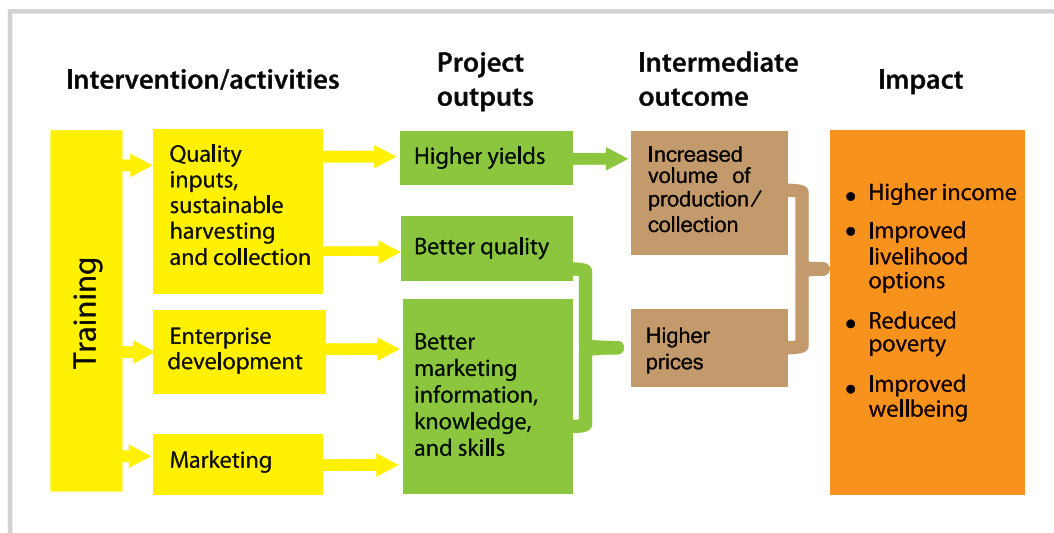 Intervention/activities
Project
outputs
Intermediate
outcome
Impact
Training
Quality
inputs,
sustainable
harvesting
and collection
Enterprise
development
Marketing
Higher yields
Better quality
Better
marketing
information,
knowledge,
and skills
Increased
volume of
production/
collection
Higher
prices
• Higher income
• Improved
livelihood
options
• Reduced
poverty
• Improved
wellbeing